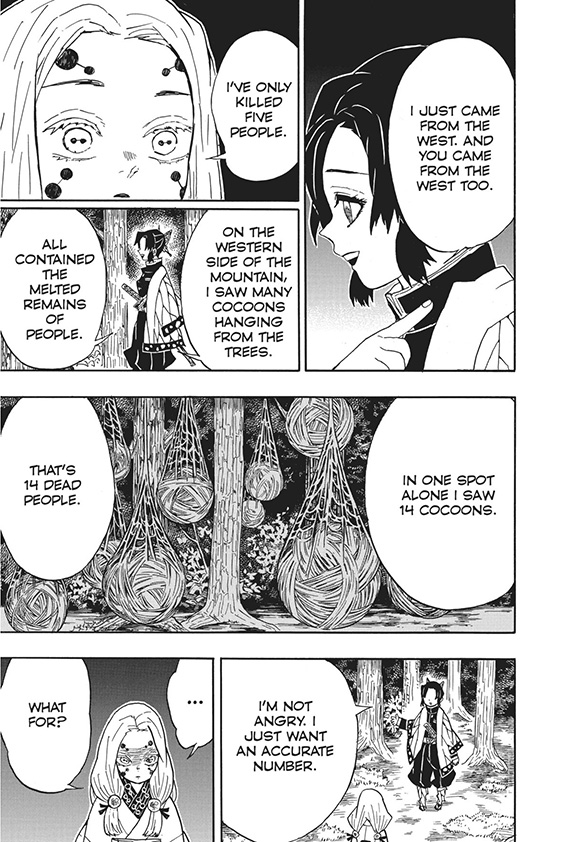 I JUST CAME
FROM THE
WEST. AND
YOU CAME
FROM THE
WEST TOO.
I'VE ONLY
KILLED
FIVE
PEOPLE.
ON THE
WESTERN
SIDE OF THE
MOUNTAIN,
I SAW MANY
COCOONS
HANGING
FROM THE
TREES.
ALL
CONTAINED
THE
MELTED
REMAINS
OF
PEOPLE.
IN ONE SPOT
ALONE I SAW
14 COCOONS.
THAT'S
14 DEAD
PEOPLE.
I'M NOT
ANGRY. I
JUST WANT
AN ACCURATE
NUMBER.
...
WHAT
FOR?